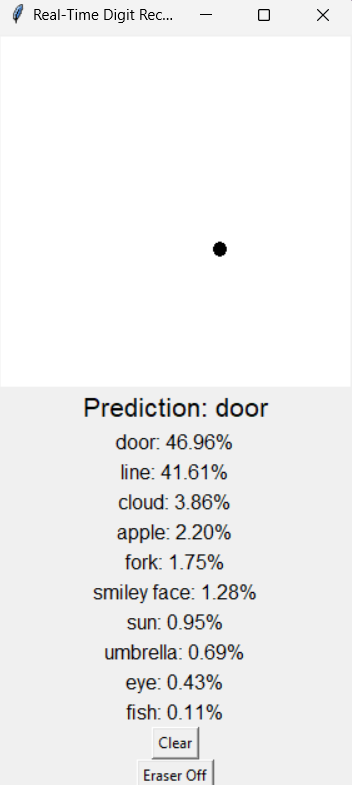 Real-Time Digit Rec...
Prediction: door
door: 46.96%
line: 41.61%
cloud: 3.86%
apple: 2.20%
fork: 1.75%
smiley face: 1.28%
sun: 0.95%
umbrella: 0.69%
eye: 0.43%
fish: 0.11%
Clear
Eraser Off